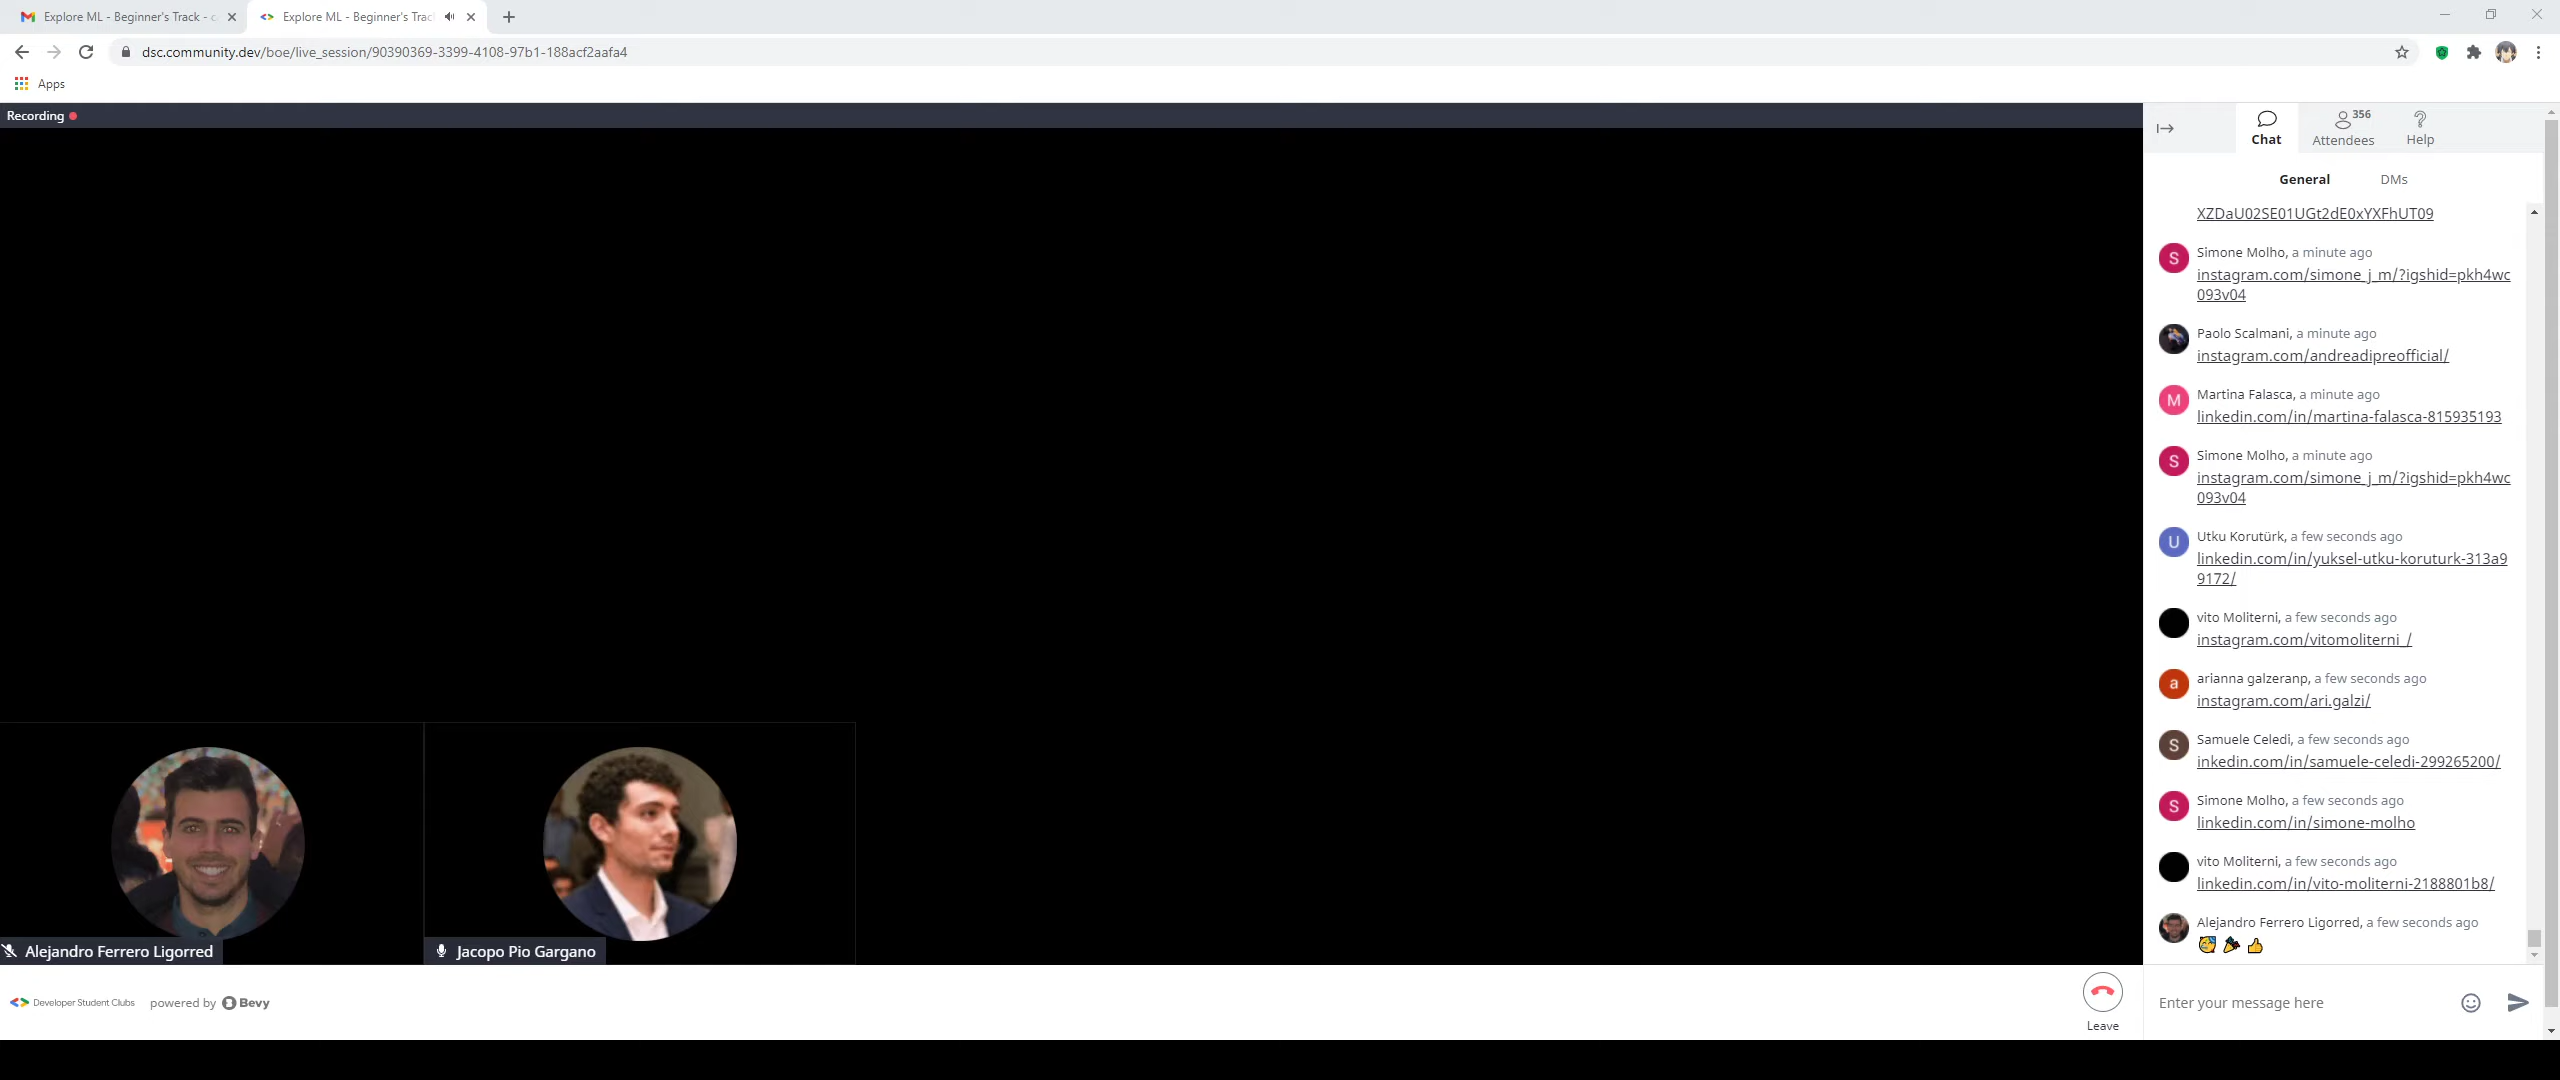 Explore ML - Beginner's Track - c
Explore ML - Beginner's Trac
dsc.community.dev/boe/live_session/90390369-3399-4108-97b1-188acf2aafa4
Apps
Recording
Chat
356
Attendees
?
Help
General
DMs
XZDaU02SE01UGt2dE0xYXFhUT09
S
Simone Molho, a minute ago
instagram.com/simone_j_m/?igshid=pkh4wc
093v04
Paolo Scalmani, a minute ago
instagram.com/andreadipreofficial/
M
Martina Falasca, a minute ago
linkedin.com/in/martina-falasca-815935193
S
Simone Molho, a minute ago
instagram.com/simone_j_m/?igshid=pkh4wc
093v04
U
Utku Korutürk, a few seconds ago
linkedin.com/in/yuksel-utku-koruturk-313a9
9172/
vito Moliterni, a few seconds ago
instagram.com/vitomoliterni_/
a
arianna galzeranp, a few seconds ago
instagram.com/ari.galzi/
S
Samuele Celedi, a few seconds ago
inkedin.com/in/samuele-celedi-299265200/
S
Simone Molho, a few seconds ago
linkedin.com/in/simone-molho
vito Moliterni, a few seconds ago
linkedin.com/in/vito-moliterni-2188801b8/
Alejandro Ferrero Ligorred, a few seconds ago
Alejandro Ferrero Ligorred
Jacopo Pio Gargano
Developer Student Clubs
powered by Bevy
Leave
Enter your message here